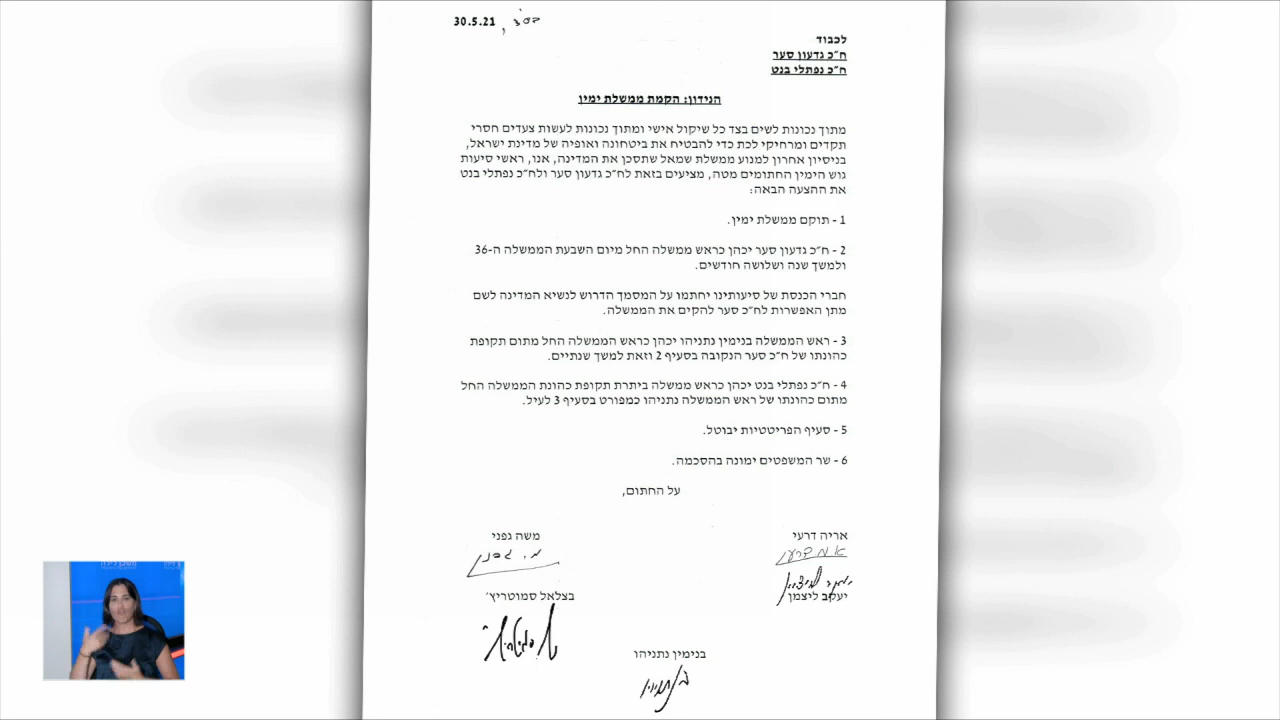 בס"ד, 30.5.21
לכבוד
ח״כ גדעון סער
ח״כ נפתלי בנט
הנידון: הקמת ממשלת ימין
מתוך נכונות לשים בצד כל שיקול אישי ומתוך נכונות לעשות צעדים חסרי
תקדים ומרחיקי לכת כדי להבטיח את ביטחונה ואופיה של מדינת ישראל,
בניסיון אחרון למנוע ממשלת שמאל שתסכן את המדינה, אנו, ראשי סיעות
גוש הימין החתומים מטה, מציעים בזאת לח״כ גדעון סער ולח״כ נפתלי בנט
את ההצעה הבאה:
1 - תוקם ממשלת ימין.
2 - ח״כ גדעון סער יכהן כראש ממשלה החל מיום השבעת הממשלה ה-36
ולמשך שנה ושלושה חודשים.
חברי הכנסת של סיעותינו יחתמו על המסמך הדרוש לנשיא המדינה לשם
מתן האפשרות לח״כ סער להקים את הממשלה.
3 - ראש הממשלה בנימין נתניהו יכהן כראש הממשלה החל מתום תקופת
כהונתו של ח״כ סער הנקובה בסעיף 2 וזאת למשך שנתיים.
4 - ח״כ נפתלי בנט יכהן כראש ממשלה ביתרת תקופת כהונת הממשלה החל
מתום כהונתו של ראש הממשלה נתניהו כמפורט בסעיף 3 לעיל.
5 - סעיף הפריטטיות יבוטל.
6 - שר המשפטים ימונה בהסכמה.
על החתום,
אריה דרעי
משה גפני
מ. גפני
יעקב ליצמן
בצלאל סמוטריץ׳
בנימין נתניהו